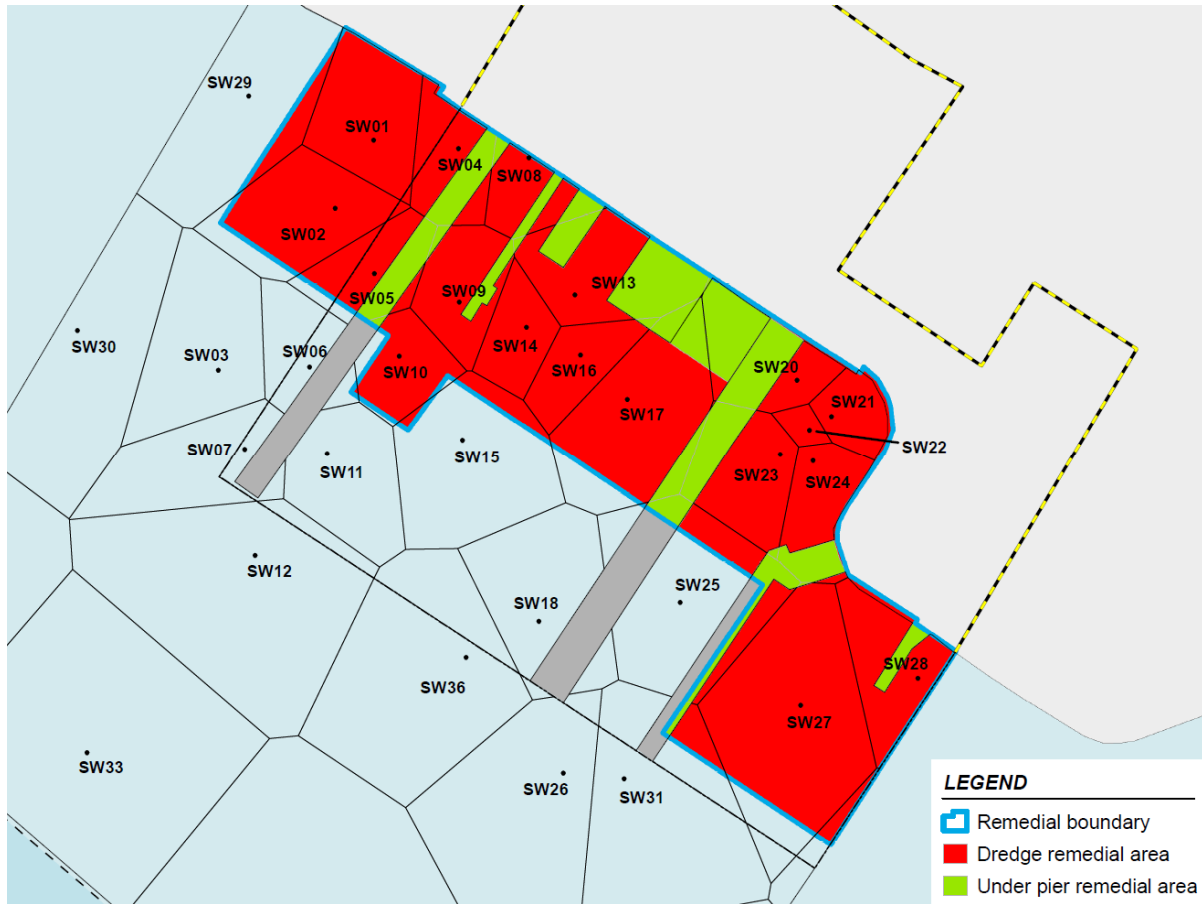 SW29
SW01
SW04
SW08
SW02
SW05
SW09
SW13
SW30
SW03
SW06
SW10
SW14
SW16
SW17
SW20
SW21
SW22
SW07
SW11
SW15
SW23
SW24
SW12
SW18
SW25
SW36
SW28
SW27
SW33
SW26
SW31
LEGEND
Remedial boundary
Dredge remedial area
Under pier remedial area